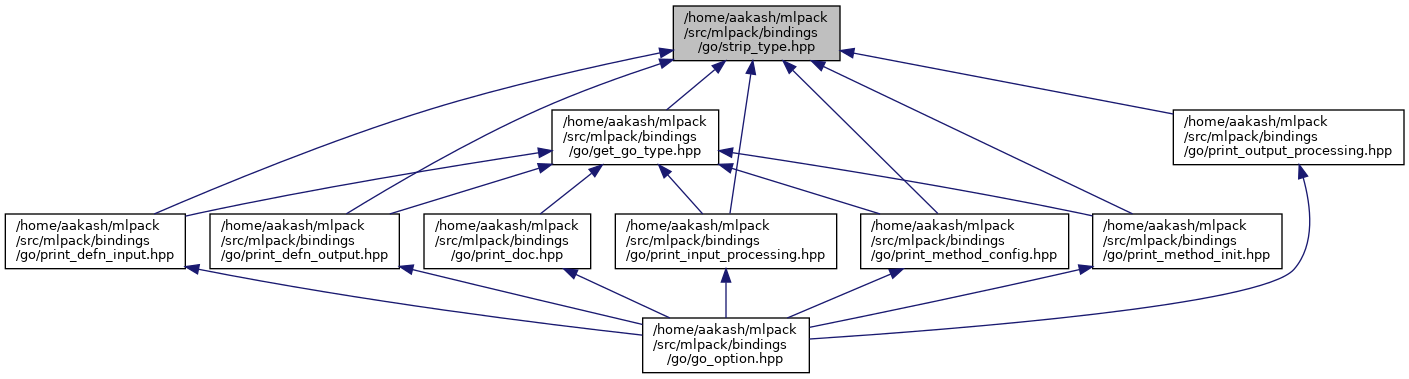 /home/aakash/mlpack
/src/mlpack/bindings
/go/strip_type.hpp
/home/aakash/mlpack
/src/mlpack/bindings
/go/get_go_type.hpp
/home/aakash/mlpack
/src/mlpack/bindings
/go/print_output_processing.hpp
/home/aakash/mlpack
/src/mlpack/bindings
/go/print_defn_input.hpp
/home/aakash/mlpack
/src/mlpack/bindings
/go/print_defn_output.hpp
/home/aakash/mlpack
/src/mlpack/bindings
/go/print_doc.hpp
/home/aakash/mlpack
/src/mlpack/bindings
/go/print_input_processing.hpp
/home/aakash/mlpack
/src/mlpack/bindings
/go/print_method_config.hpp
/home/aakash/mlpack
/src/mlpack/bindings
/go/print_method_init.hpp
/home/aakash/mlpack
/src/mlpack/bindings
/go/go_option.hpp